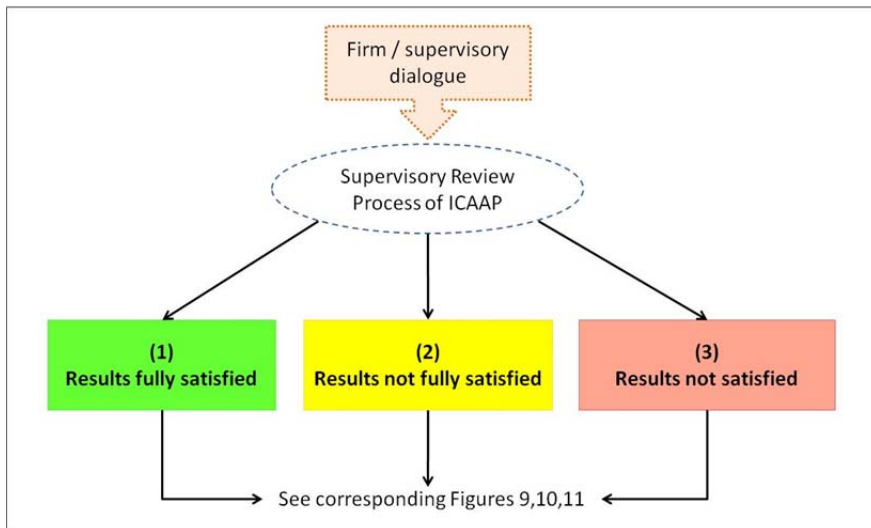 Firm / supervisory
dialogue
Supervisory Review
Process of ICAAP
(1)
Results fully satisfied
(2)
Results not fully satisfied
(3)
Results not satisfied
See corresponding Figures 9,10,11